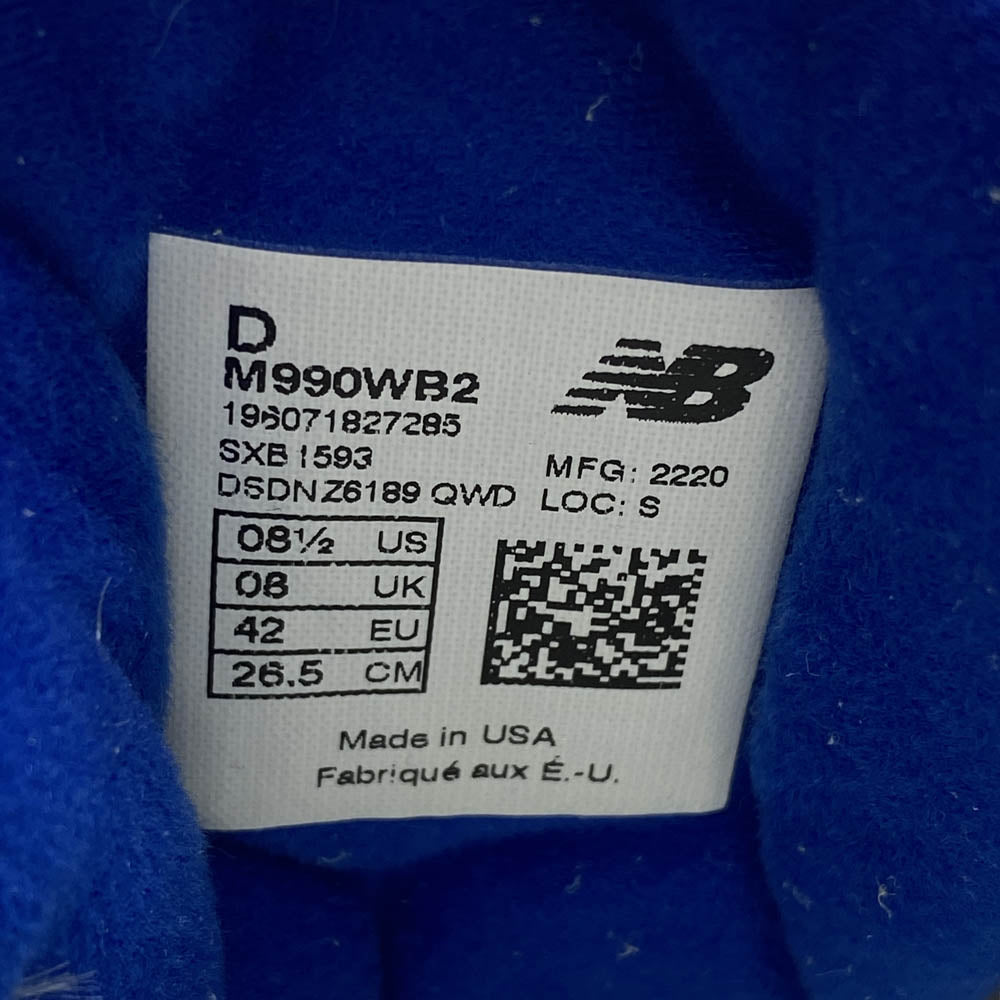 D
M990WB2
NB
196071827285
SXB1593
MFG: 2220
DSDNZ6189 QWD
LOC: S
08½ US
08 UK
42 EU
26.5 CM
Made in USA
Fabriqué aux É.-U.